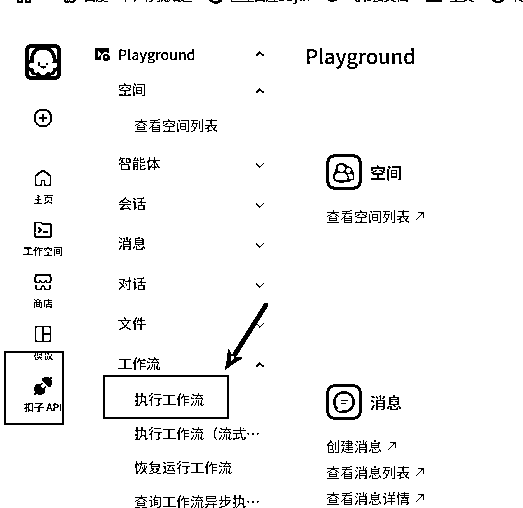 Playground
空间
查看空间列表
智能体
会话
消息
对话
文件
工作流
执行工作流
执行工作流（流式…
恢复运行工作流
查询工作流异步执…
主页
工作空间
商店
扣子 API
Playground
空间
查看空间列表 ↗
消息
创建消息 ↗
查看消息列表 ↗
查看消息详情 ↗